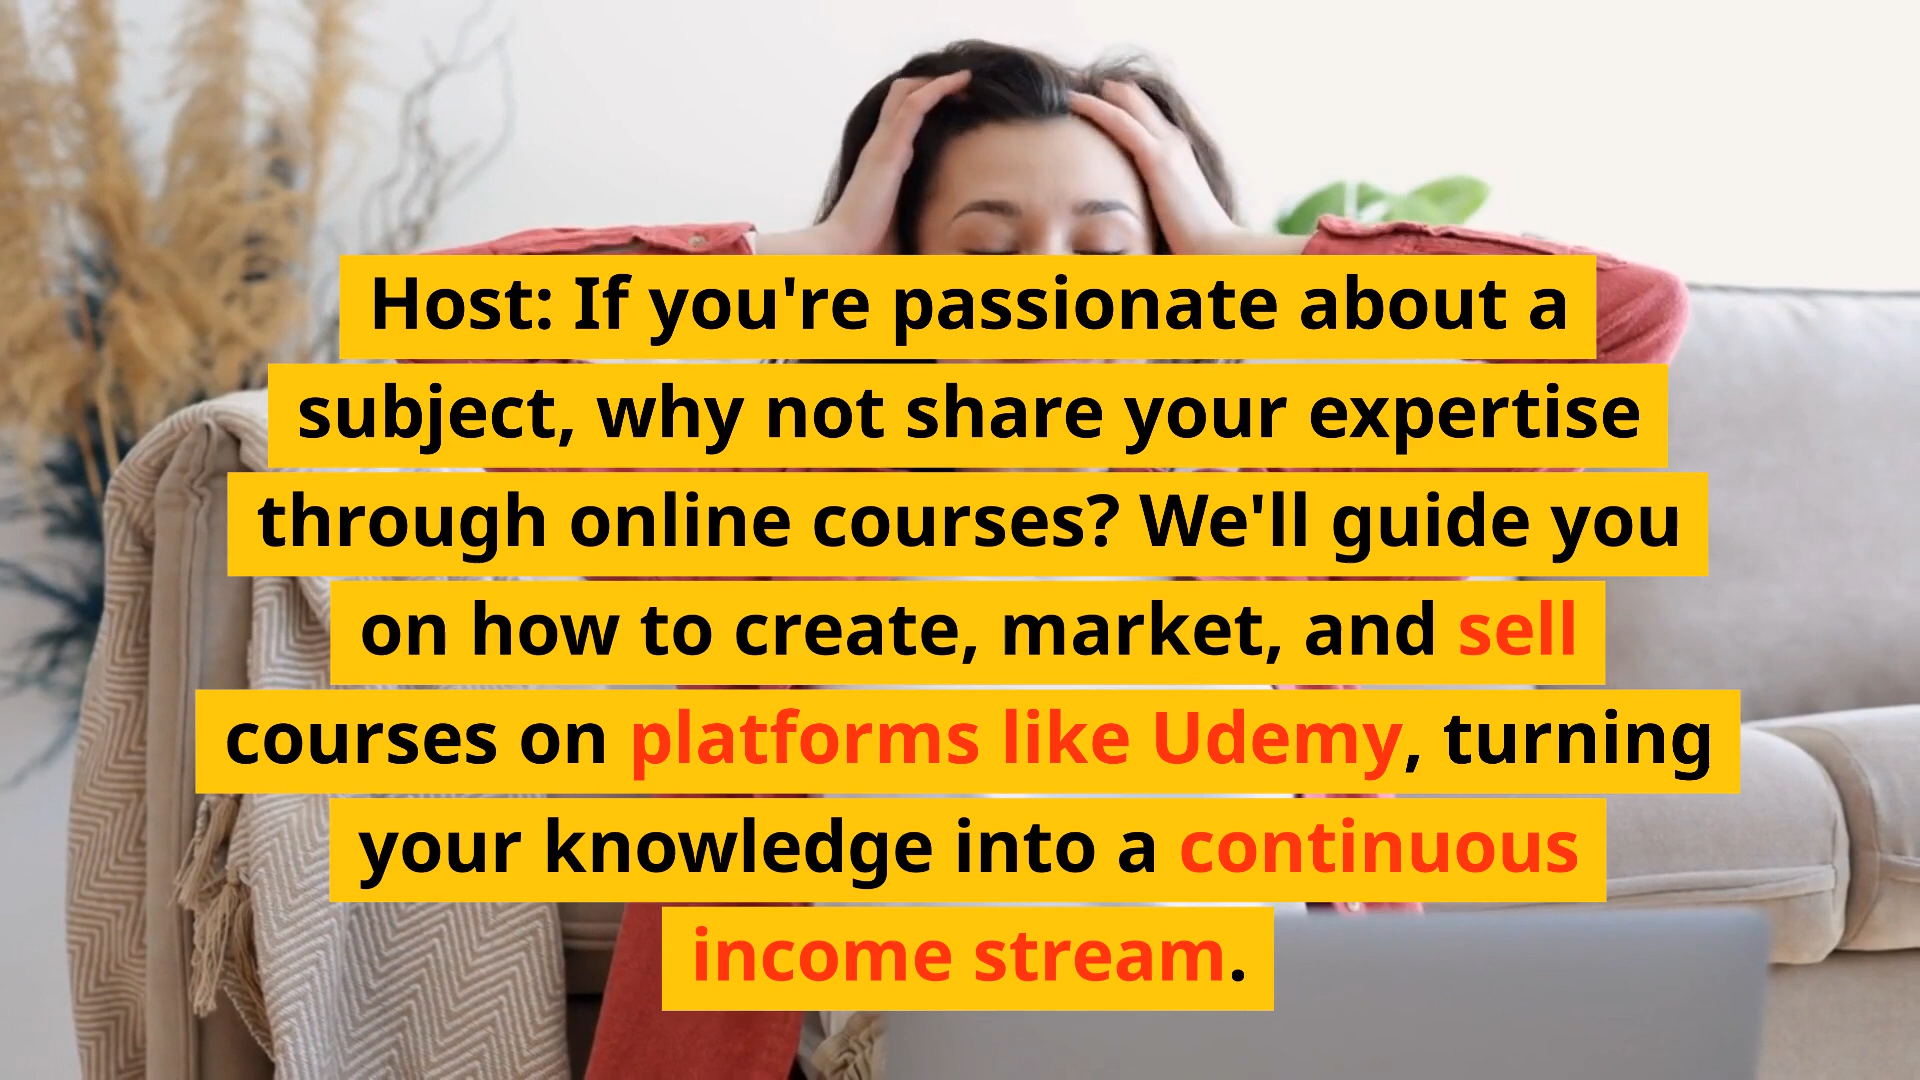 Host: If you're passionate about a
subject, why not share your expertise
through online courses? We'll guide you
on how to create, market, and sell
courses on platforms like Udemy, turning
your knowledge into a continuous
income stream.